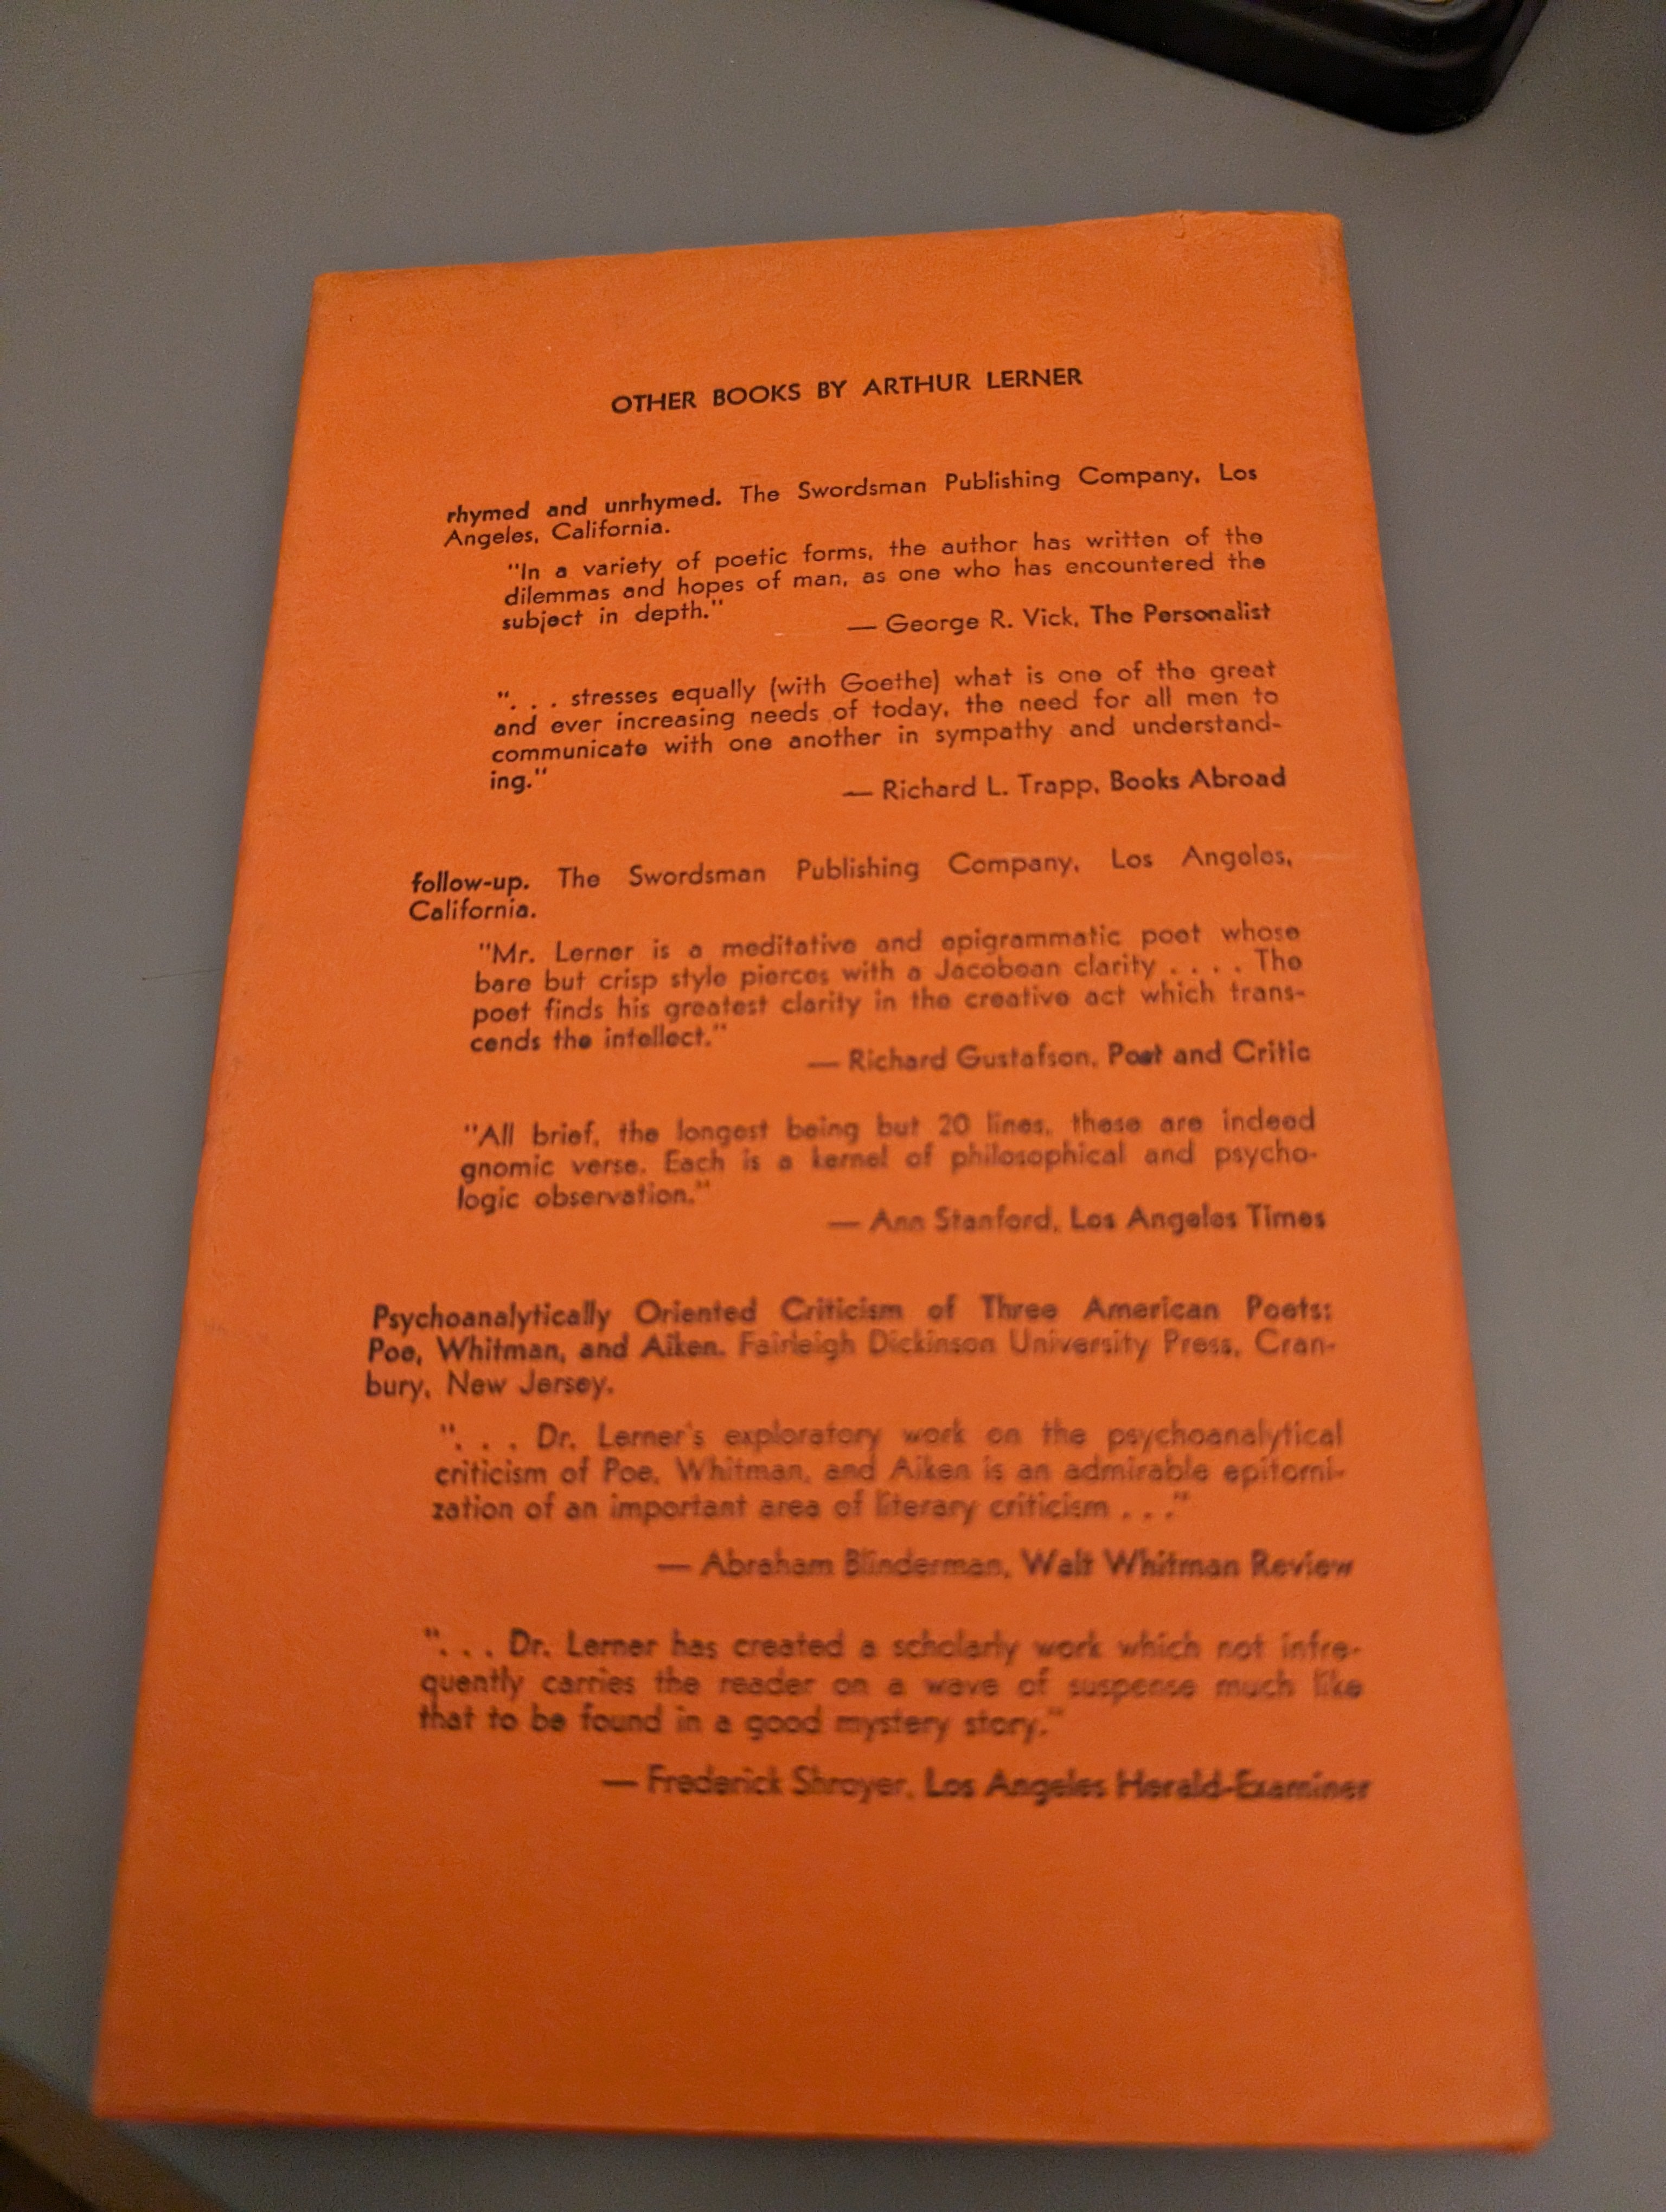 OTHER BOOKS BY ARTHUR LERNER
rhymed and unrhymed. The Swordsman Publishing Company, Los
Angeles, California.
"In a variety of poetic forms, the author has written of the
dilemmas and hopes of man, as one who has encountered the
subject in depth."
— George R. Vick, The Personalist
". . . stresses equally (with Goethe) what is one of the great
and ever increasing needs of today, the need for all men to
communicate with one another in sympathy and understand-
ing."
— Richard L. Trapp, Books Abroad
follow-up. The Swordsman Publishing Company, Los Angeles,
California.
"Mr. Lerner is a meditative and epigrammatic poet whose
bare but crisp style pierces with a Jacobean clarity . . . . The
poet finds his greatest clarity in the creative act which trans-
cends the intellect."
— Richard Gustafson, Poet and Critic
"All brief, the longest being but 20 lines, these are indeed
gnomic verse. Each is a kernel of philosophical and psycho-
logic observation."
— Ann Stanford, Los Angeles Times
Psychoanalytically Oriented Criticism of Three American Poets:
Poe, Whitman, and Aiken. Fairleigh Dickinson University Press, Cran-
bury, New Jersey.
". . . Dr. Lerner's exploratory work on the psychoanalytical
criticism of Poe, Whitman, and Aiken is an admirable epitomi-
zation of an important area of literary criticism . . ."
— Abraham Blinderman, Walt Whitman Review
". . . Dr. Lerner has created a scholarly work which not infre-
quently carries the reader on a wave of suspense much like
that to be found in a good mystery story."
— Frederick Shroyer, Los Angeles Herald-Examiner